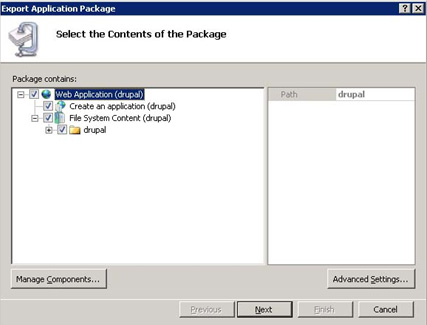 Export Application Package
Select the Contents of the Package
Package contains:
Web Application (drupal)
Create an application (drupal)
File System Content (drupal)
drupal
Path drupal
Manage Components...
Advanced Settings...
Previous Next Finish Cancel